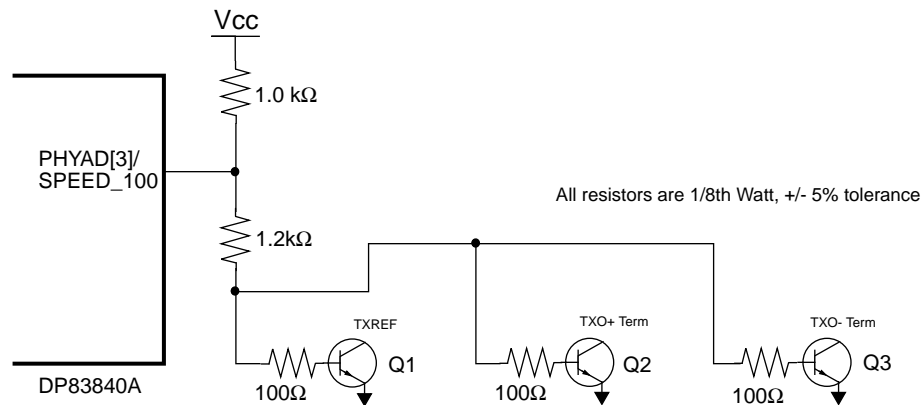 Vcc
1.0 kΩ
PHYAD[3]/
SPEED_100
All resistors are 1/8th Watt, +/- 5% tolerance
1.2kΩ
TXREF
TXO+ Term
TXO- Term
Q1
Q2
Q3
100Ω
100Ω
100Ω
DP83840A